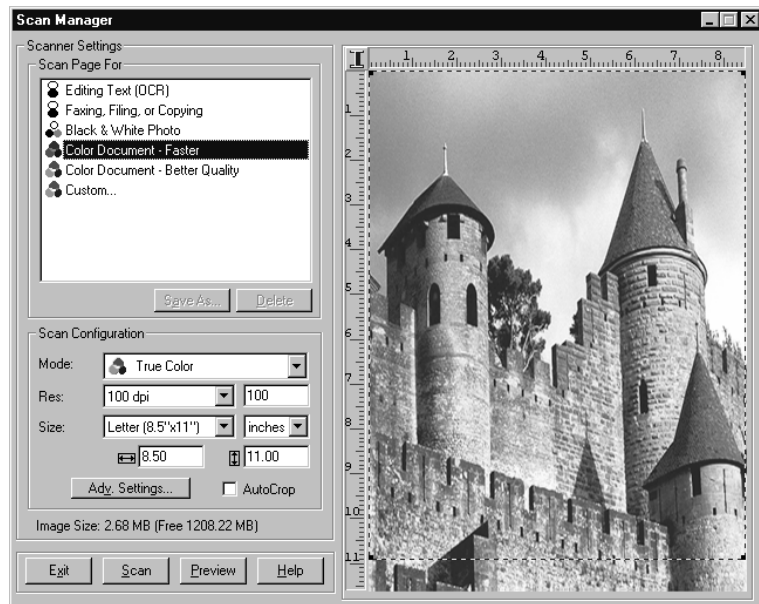 Scan Manager
Scanner Settings
Scan Page For
Editing Text (OCR)
Faxing, Filing, or Copying
Black & White Photo
Color Document - Faster
Color Document - Better Quality
Custom...
Save As... Delete
Scan Configuration
Mode: True Color
Res: 100 dpi 100
Size: Letter (8.5"x11") inches
8.50 11.00
Adv. Settings... AutoCrop
Image Size: 2.68 MB (Free 1208.22 MB)
Exit Scan Preview Help
1 2 3 4 5 6 7 8
1
2
3
4
5
6
7
8
9
10
11